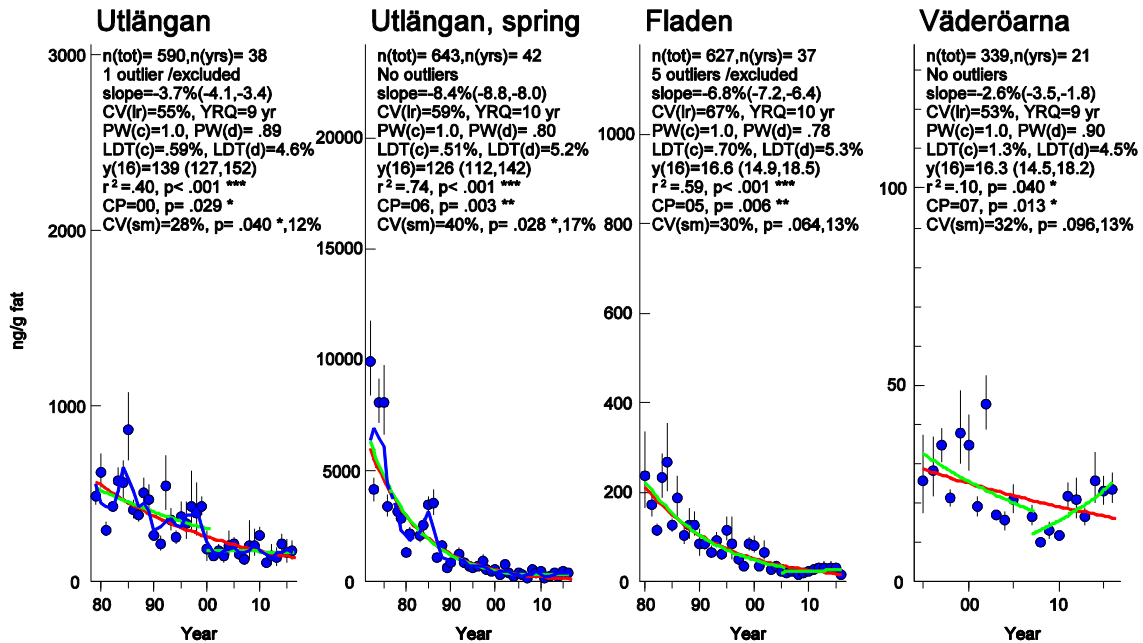 Utlängan
n(tot)= 590,n(yrs)= 38
1 outlier /excluded
slope=-3.7%(-4.1,-3.4)
CV(lr)=55%, YRQ=9 yr
PW(c)=1.0, PW(d)= .89
LDT(c)=.59%, LDT(d)=4.6%
y(16)=139 (127,152)
r²=.40, p< .001 ***
CP=00, p= .029 *
CV(sm)=28%, p= .040 *,12%
3000
2000
1000
0
ng/g fat
80 90 00 10
Year
Utlängan, spring
n(tot)= 643,n(yrs)= 42
No outliers
slope=-8.4%(-8.8,-8.0)
CV(lr)=59%, YRQ=10 yr
PW(c)=1.0, PW(d)= .80
LDT(c)=.51%, LDT(d)=5.2%
y(16)=126 (112,142)
r²=.74, p< .001 ***
CP=06, p= .003 **
CV(sm)=40%, p= .028 *,17%
20000
15000
10000
5000
0
80 90 00 10
Year
Fladen
n(tot)= 627,n(yrs)= 37
5 outliers /excluded
slope=-6.8%(-7.2,-6.4)
CV(lr)=67%, YRQ=10 yr
PW(c)=1.0, PW(d)= .78
LDT(c)=.70%, LDT(d)=5.3%
y(16)=16.6 (14.9,18.5)
r²=.59, p< .001 ***
CP=05, p= .006 **
CV(sm)=30%, p= .064,13%
1000
800
600
400
200
0
80 90 00 10
Year
Väderöarna
n(tot)= 339,n(yrs)= 21
No outliers
slope=-2.6%(-3.5,-1.8)
CV(lr)=53%, YRQ=9 yr
PW(c)=1.0, PW(d)= .90
LDT(c)=1.3%, LDT(d)=4.5%
y(16)=16.3 (14.5,18.2)
r²=.10, p= .040 *
CP=07, p= .013 *
CV(sm)=32%, p= .096,13%
100
50
0
00 10
Year